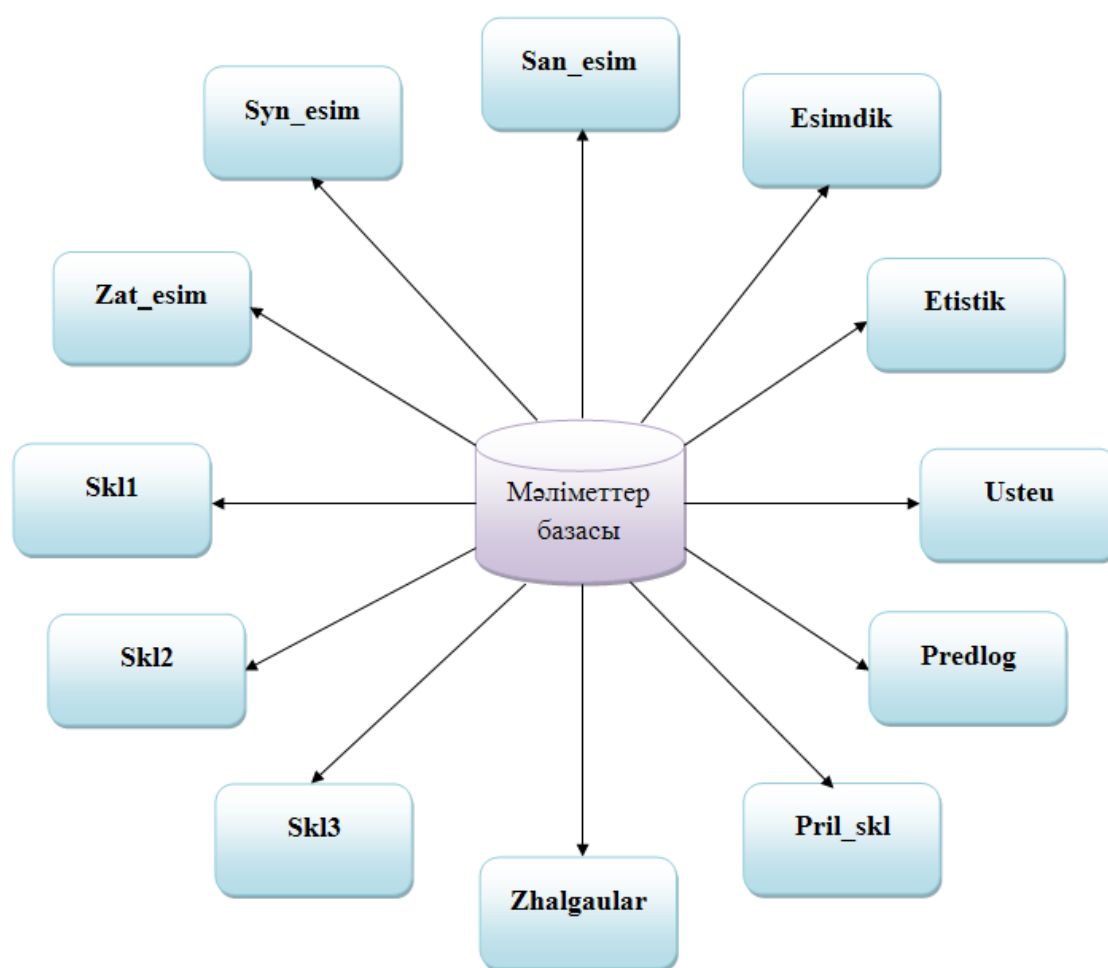 San_esim
Syn_esim
Esimdik
Zat_esim
Etistik
Skl1
Мәліметтер
базасы
Usteu
Skl2
Predlog
Skl3
Pril_skl
Zhalgaular